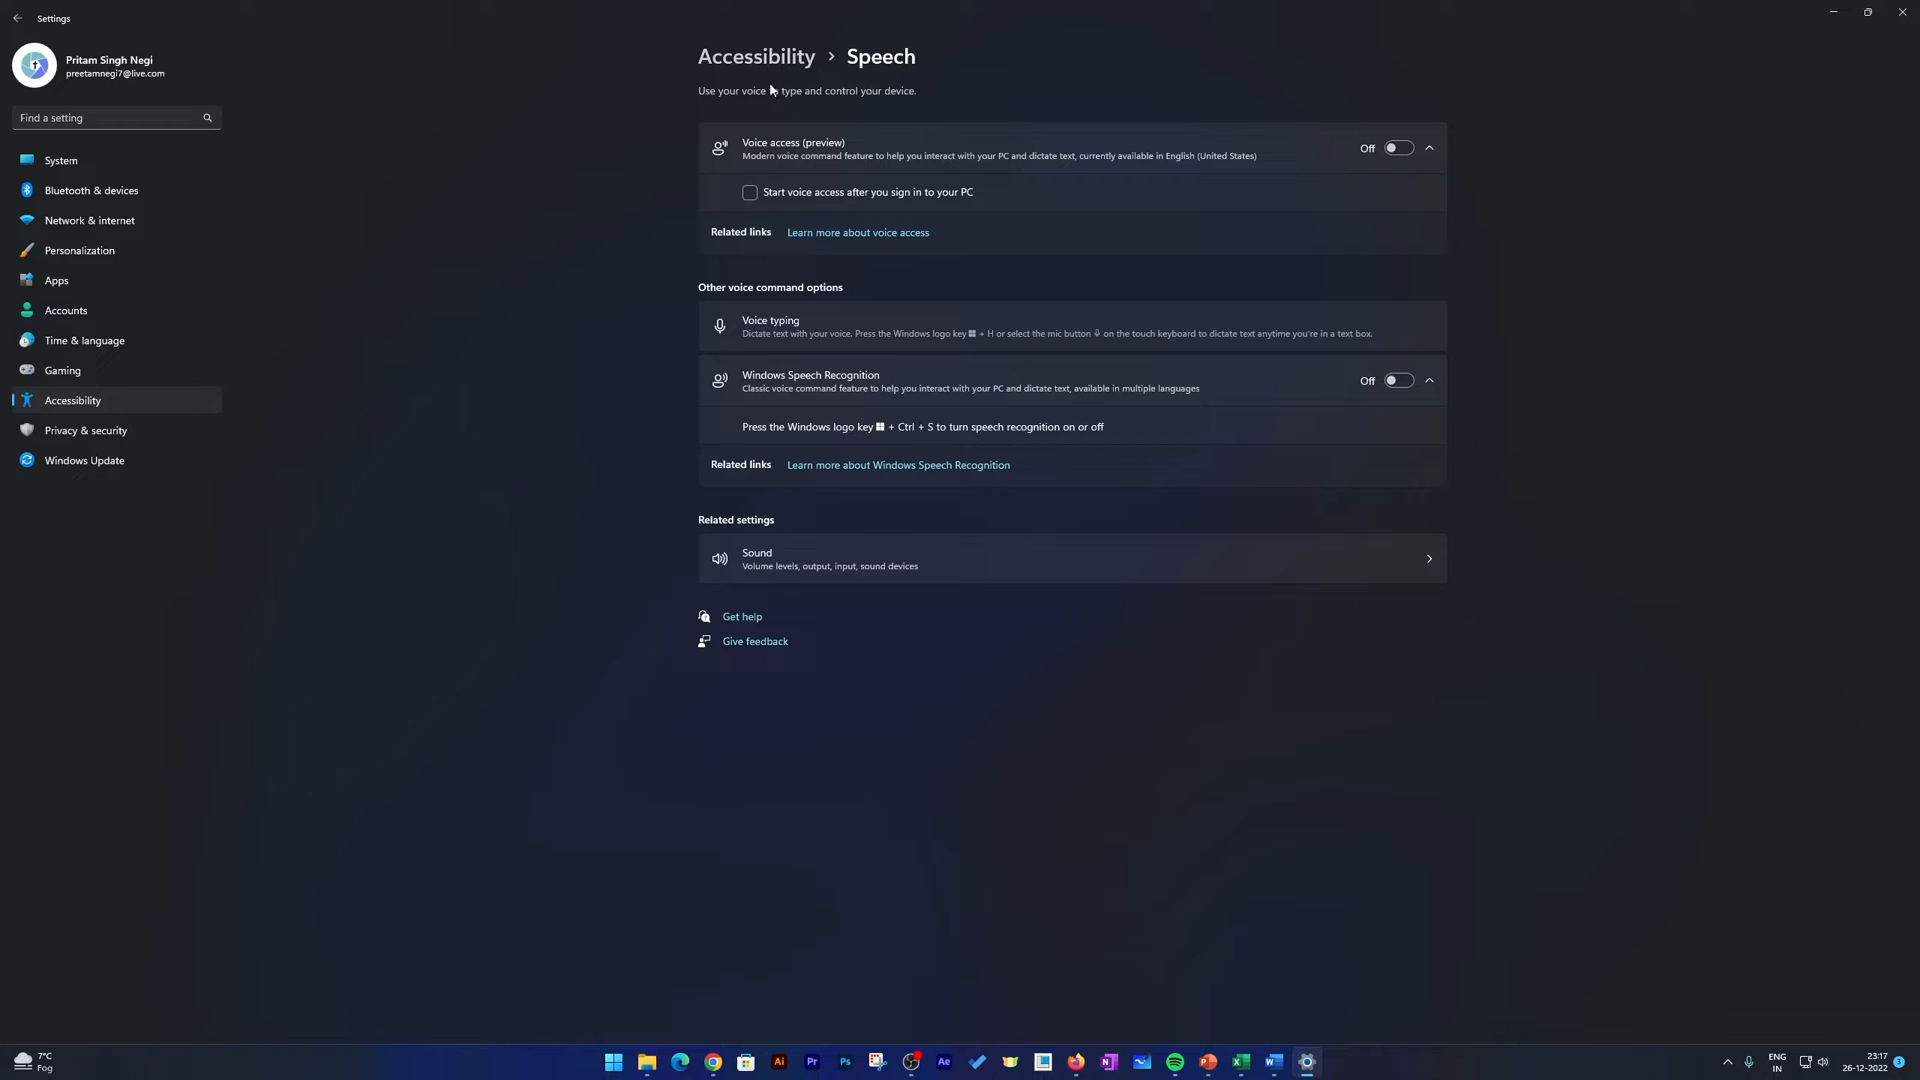 Settings
Pritam Singh Negi
preetamnegi7@live.com
Find a setting
System
Bluetooth & devices
Network & internet
Personalization
Apps
Accounts
Time & language
Gaming
Accessibility
Privacy & security
Windows Update
Accessibility > Speech
Use your voice type and control your device.
Voice access (preview)
Modern voice command feature to help you interact with your PC and dictate text, currently available in English (United States)
Off
Start voice access after you sign in to your PC
Related links Learn more about voice access
Other voice command options
Voice typing
Dictate text with your voice. Press the Windows logo key + H or select the mic button on the touch keyboard to dictate text anytime you're in a text box.
Windows Speech Recognition
Classic voice command feature to help you interact with your PC and dictate text, available in multiple languages
Off
Press the Windows logo key + Ctrl + S to turn speech recognition on or off
Related links Learn more about Windows Speech Recognition
Related settings
Sound
Volume levels, output, input, sound devices
Get help
Give feedback
7°C
Fog
Ai Pr Ps Ae
ENG
IN
23:17
26-12-2022
3